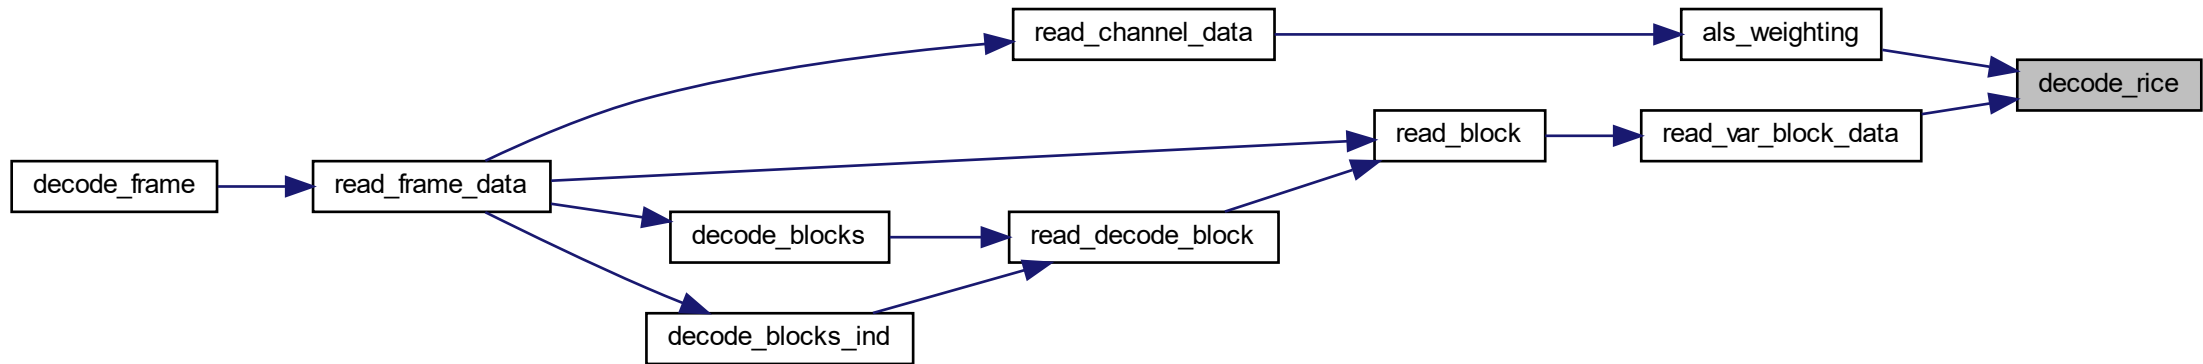 read_channel_data
als_weighting
decode_rice
read_block
read_var_block_data
decode_frame
read_frame_data
decode_blocks
read_decode_block
decode_blocks_ind